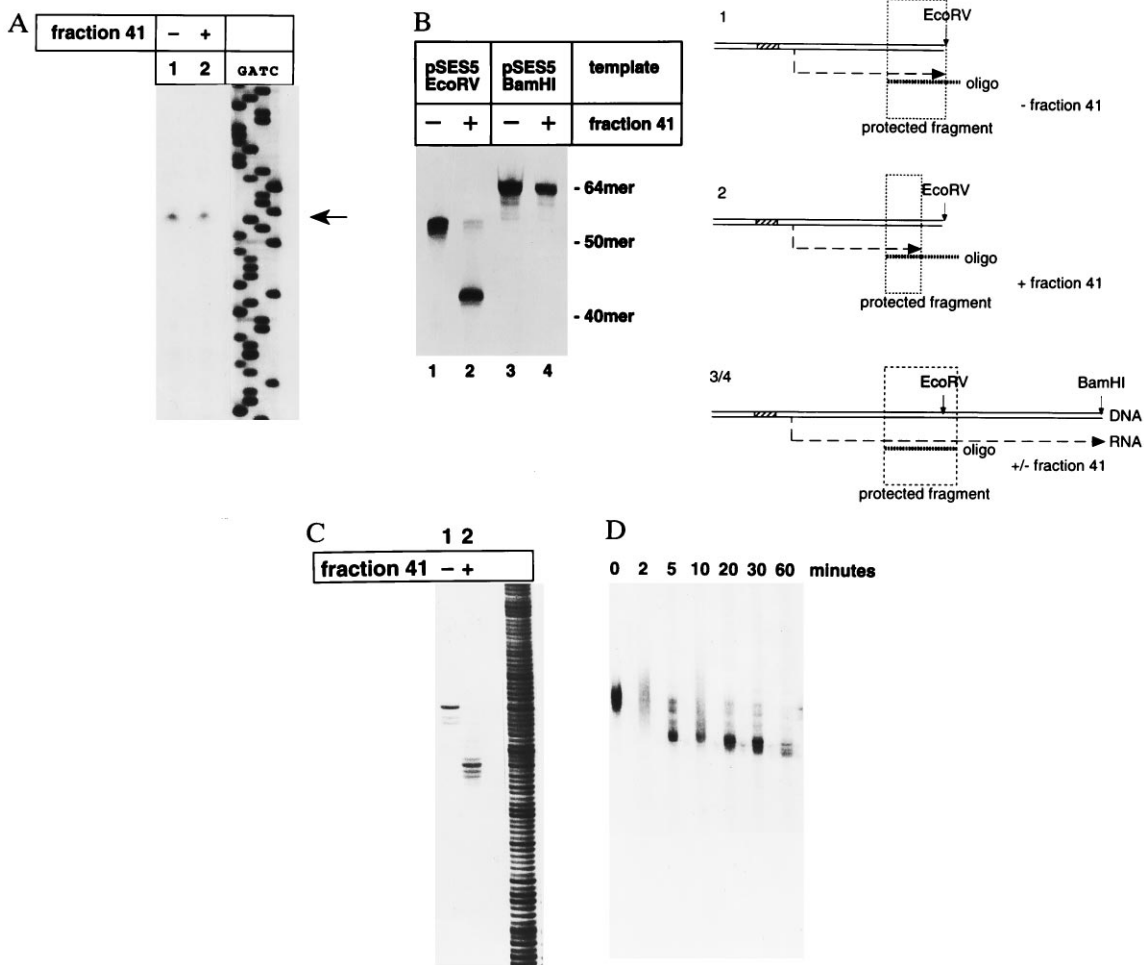 A
fraction 41 – +
1 2 GATC
B
pSES5 EcoRV pSES5 BamHI template
– + – + fraction 41
- 64mer
- 50mer
- 40mer
1 2 3 4
1
EcoRV
oligo
- fraction 41
protected fragment
2
EcoRV
oligo
+ fraction 41
protected fragment
3/4
EcoRV BamHI
DNA
RNA
oligo
+/- fraction 41
protected fragment
C
1 2
fraction 41 – +
D
0 2 5 10 20 30 60 minutes